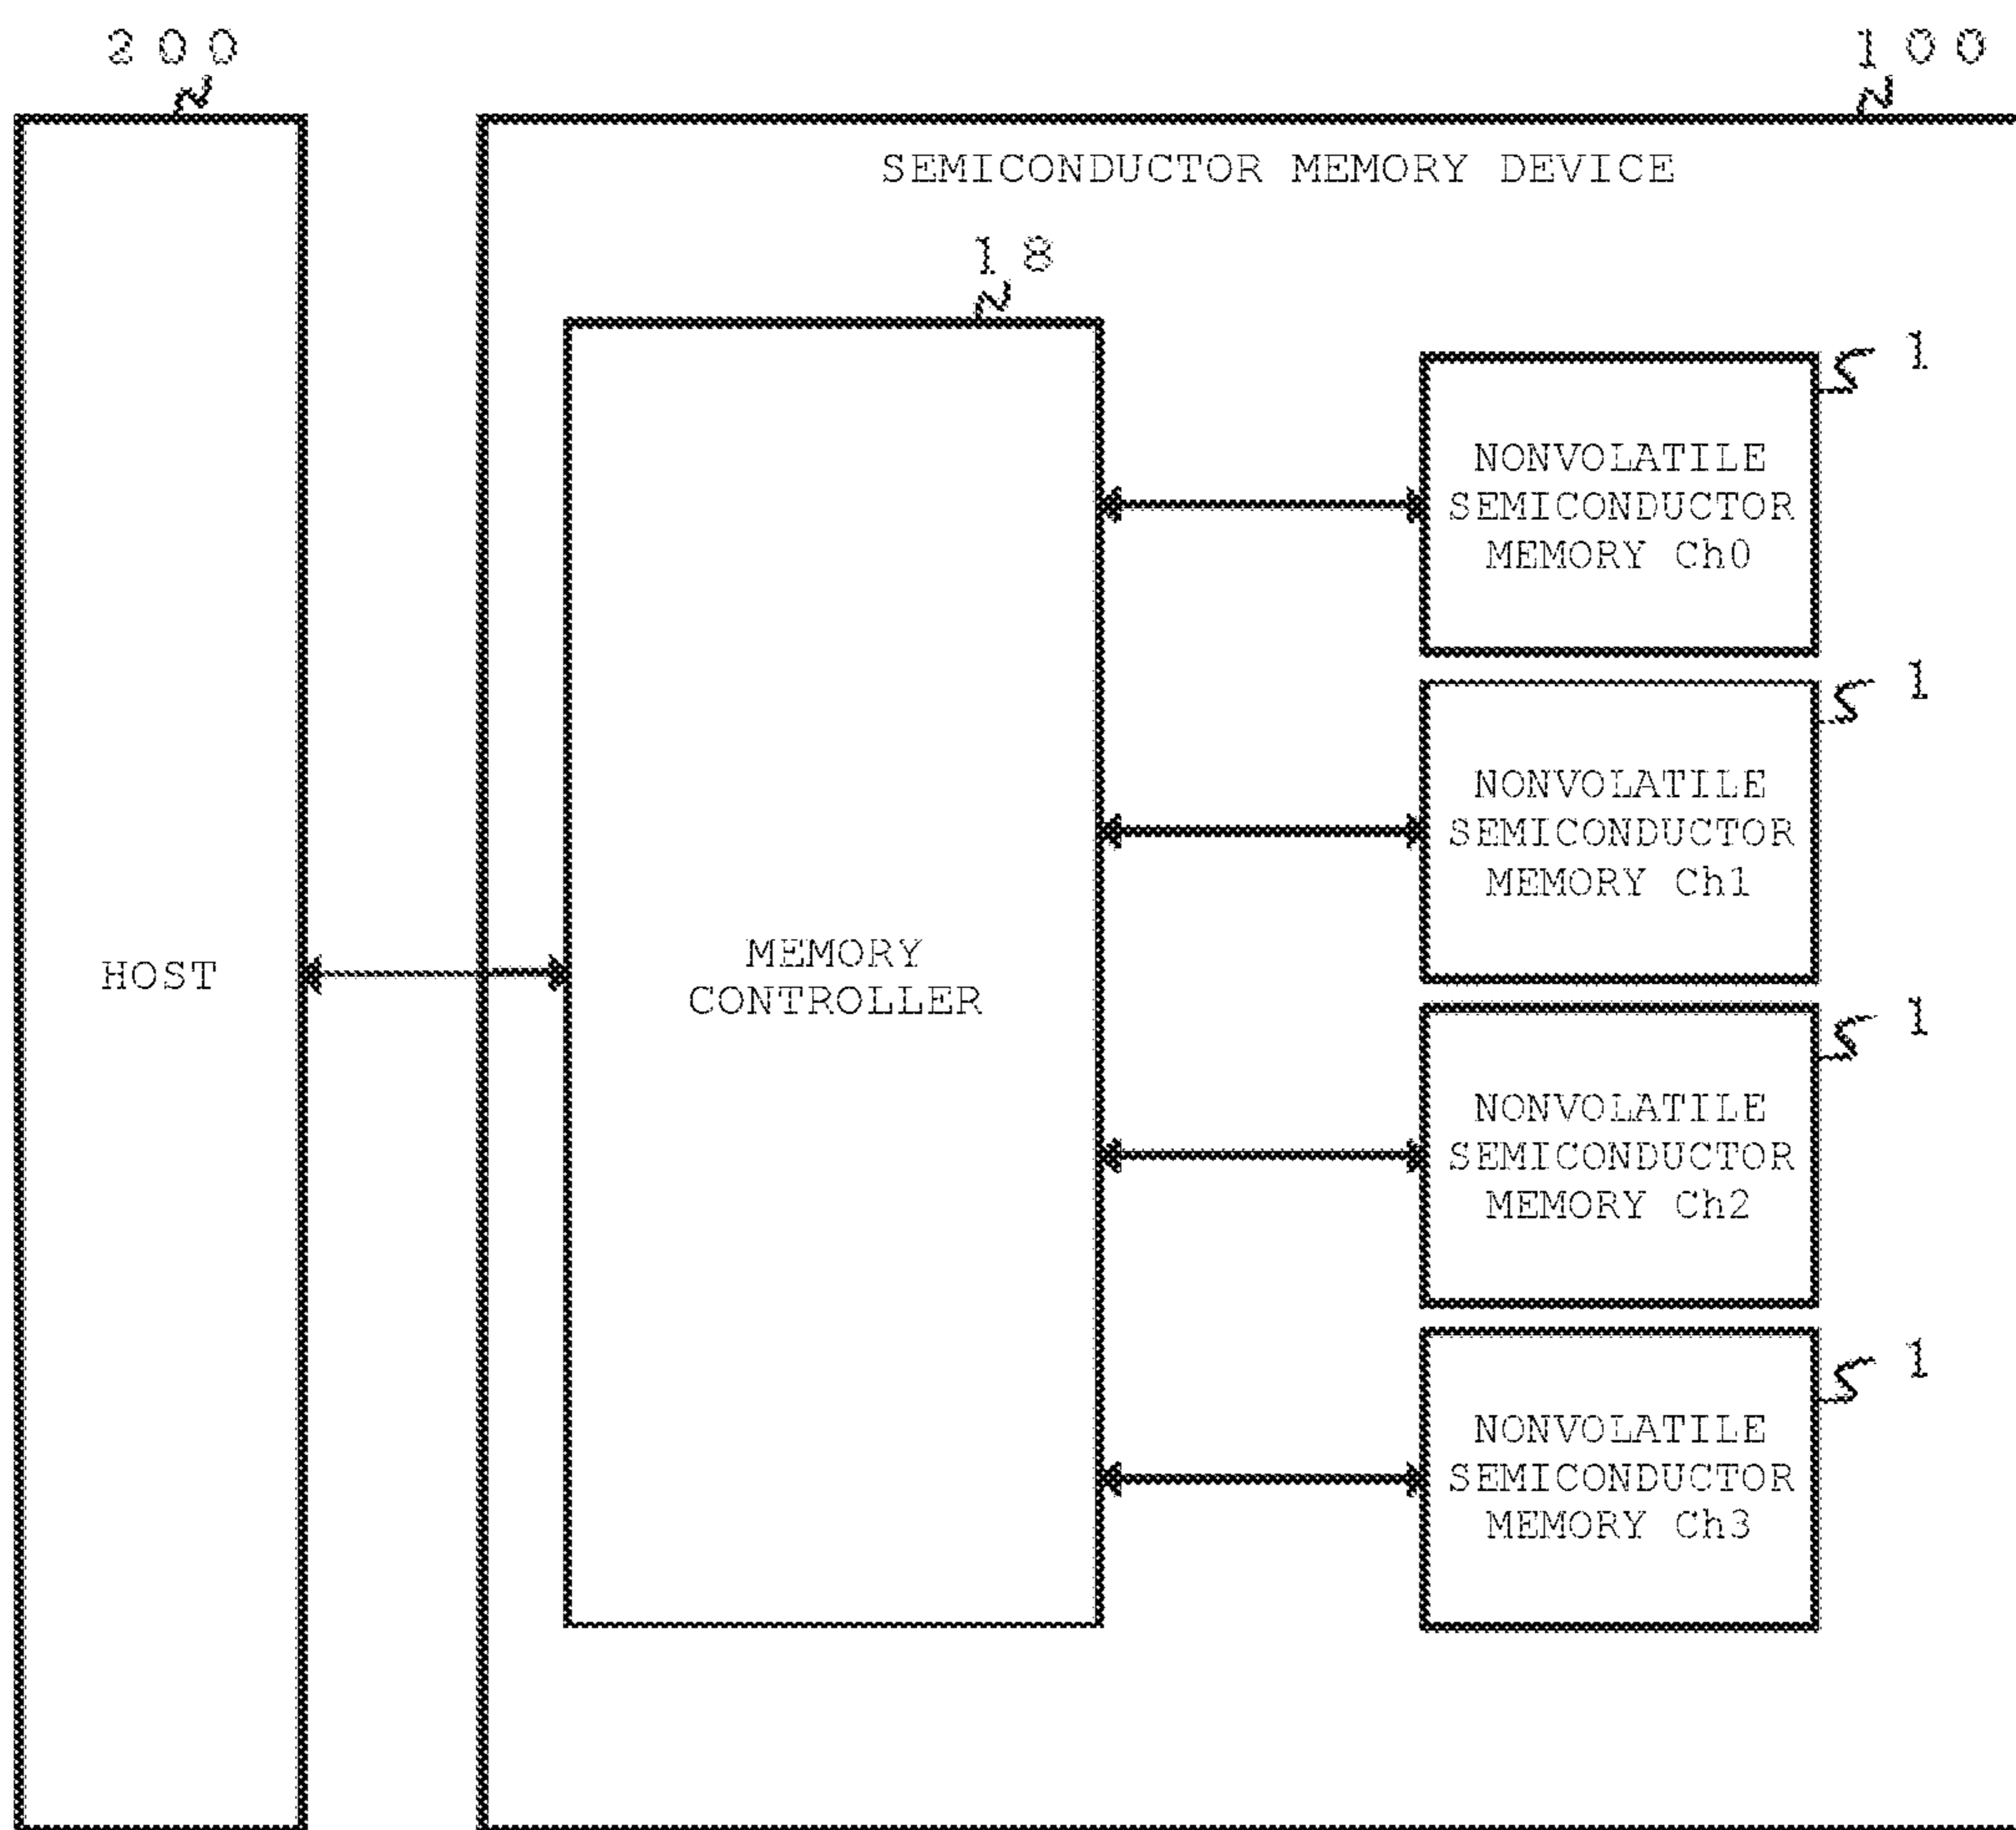 200
100
SEMICONDUCTOR MEMORY DEVICE
18
1
NONVOLATILE
SEMICONDUCTOR
MEMORY Ch0
1
NONVOLATILE
SEMICONDUCTOR
MEMORY Ch1
HOST
MEMORY
CONTROLLER
1
NONVOLATILE
SEMICONDUCTOR
MEMORY Ch2
1
NONVOLATILE
SEMICONDUCTOR
MEMORY Ch3